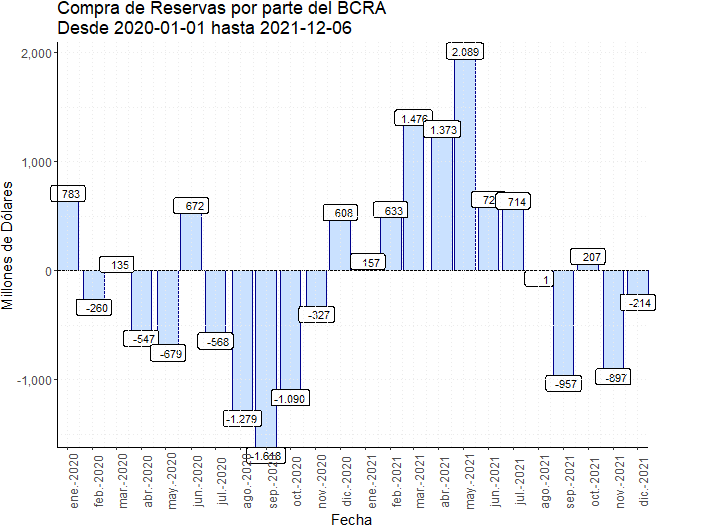 Compra de Reservas por parte del BCRA
Desde 2020-01-01 hasta 2021-12-06
Millones de Dólares
2,000
1,000
0
-1,000
783
-260
135
-547
-679
672
-568
-1.279
-1.618
-1.090
-327
608
157
633
1.476
1.373
2.089
72
714
1
-957
207
-897
-214
ene.-2020
feb.-2020
mar.-2020
abr.-2020
may.-2020
jun.-2020
jul.-2020
ago.-2020
sep.-2020
oct.-2020
nov.-2020
dic.-2020
ene.-2021
feb.-2021
mar.-2021
abr.-2021
may.-2021
jun.-2021
jul.-2021
ago.-2021
sep.-2021
oct.-2021
nov.-2021
dic.-2021
Fecha